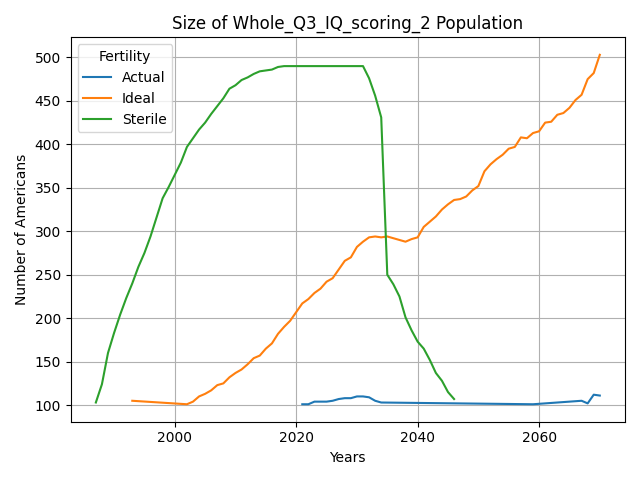 Size of Whole_Q3_IQ_scoring_2 Population
Fertility
Actual
Ideal
Sterile
Number of Americans
500
450
400
350
300
250
200
150
100
2000
2020
2040
2060
Years